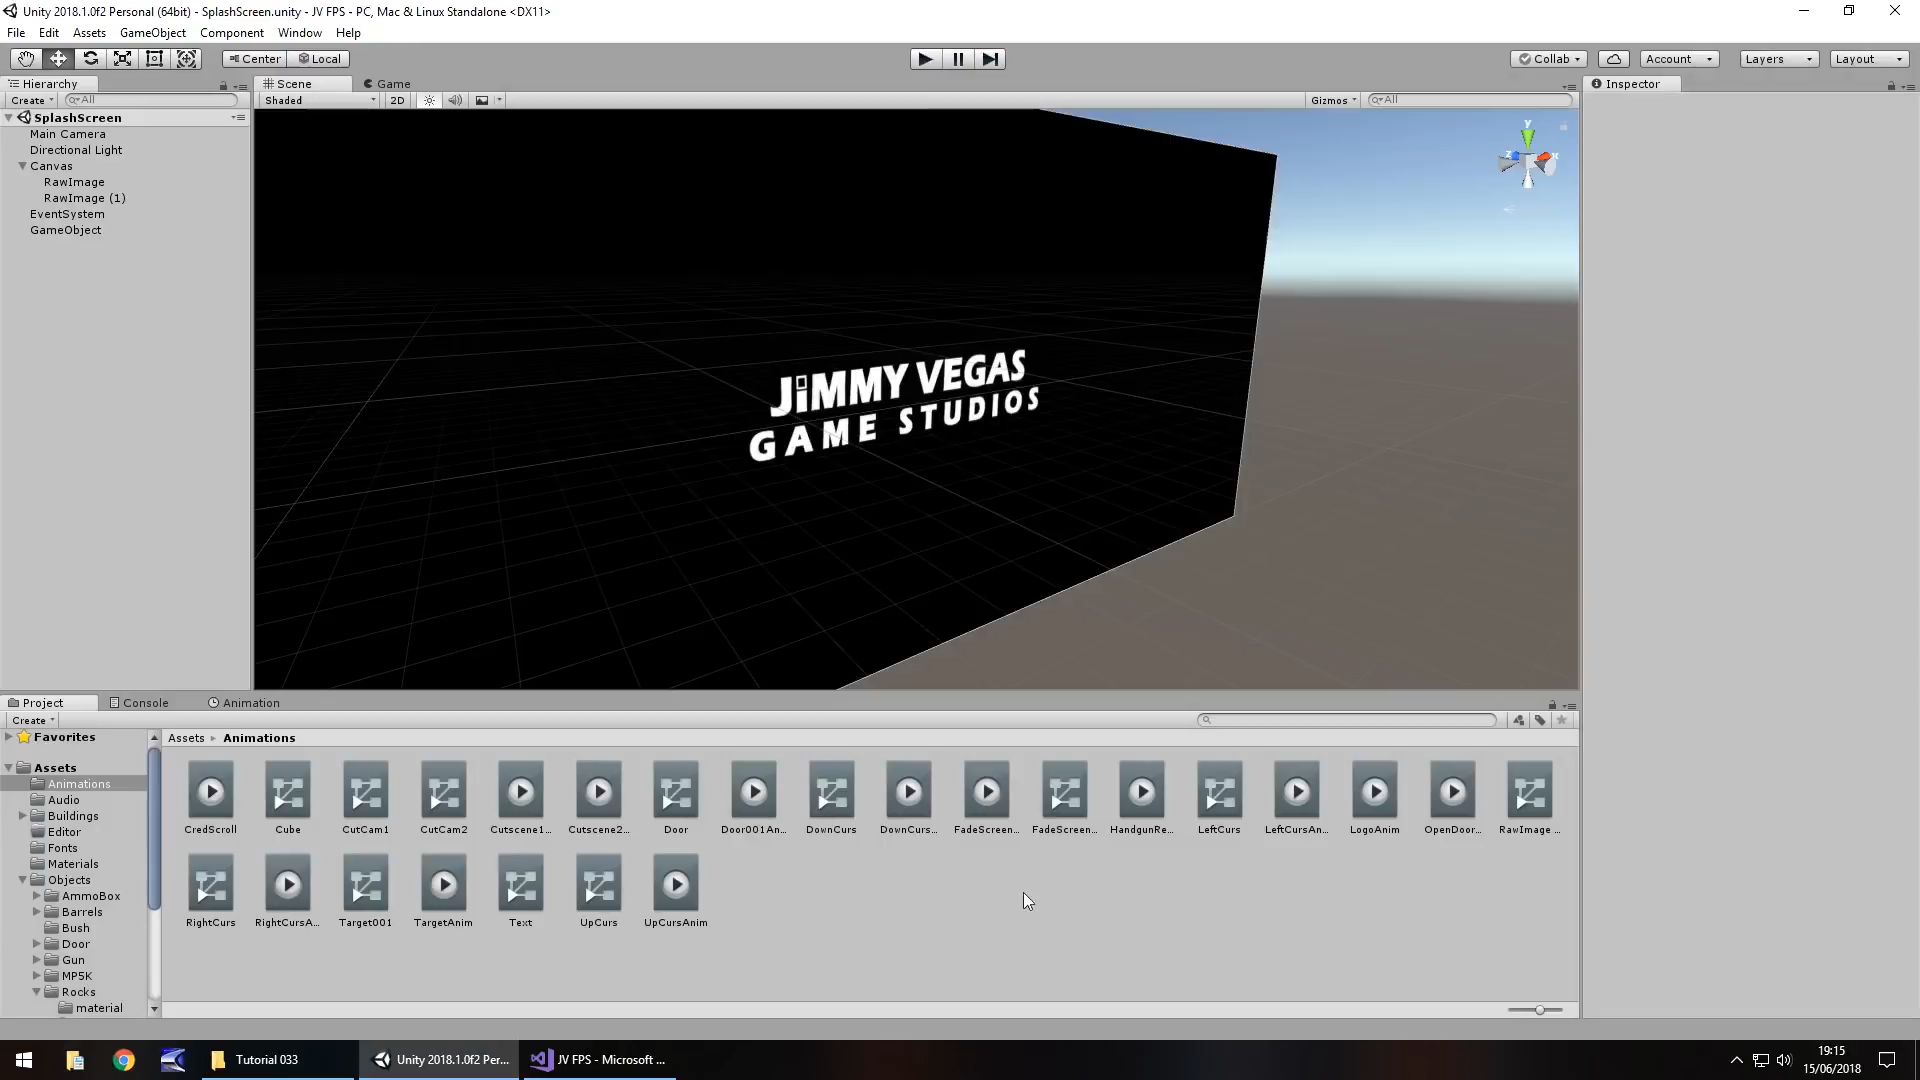 Unity 2018.1.0f2 Personal (64bit) - SplashScreen.unity - JV FPS - PC, Mac & Linux Standalone <DX11>
File Edit Assets GameObject Component Window Help
Center Local Collab Account Layers Layout
Hierarchy Scene Game Inspector
Create All Shaded 2D Gizmos All
SplashScreen
Main Camera
Directional Light
Canvas
RawImage
RawImage (1)
EventSystem
GameObject
y
z x
JiMMY VEGAS
GAME STUDIOS
Project Console Animation
Create
Favorites
Assets ▸ Animations
Assets
Animations
Audio
Buildings
Editor
Fonts
Materials
Objects
AmmoBox
Barrels
Bush
Door
Gun
MP5K
Rocks
material
CredScroll Cube CutCam1 CutCam2 Cutscene1... Cutscene2... Door Door001An... DownCurs DownCurs... FadeScreen... FadeScreen... HandgunRe... LeftCurs LeftCursAn... LogoAnim OpenDoor... RawImage ...
RightCurs RightCursA... Target001 TargetAnim Text UpCurs UpCursAnim
Tutorial 033 Unity 2018.1.0f2 Per... JV FPS - Microsoft ...
19:15
15/06/2018